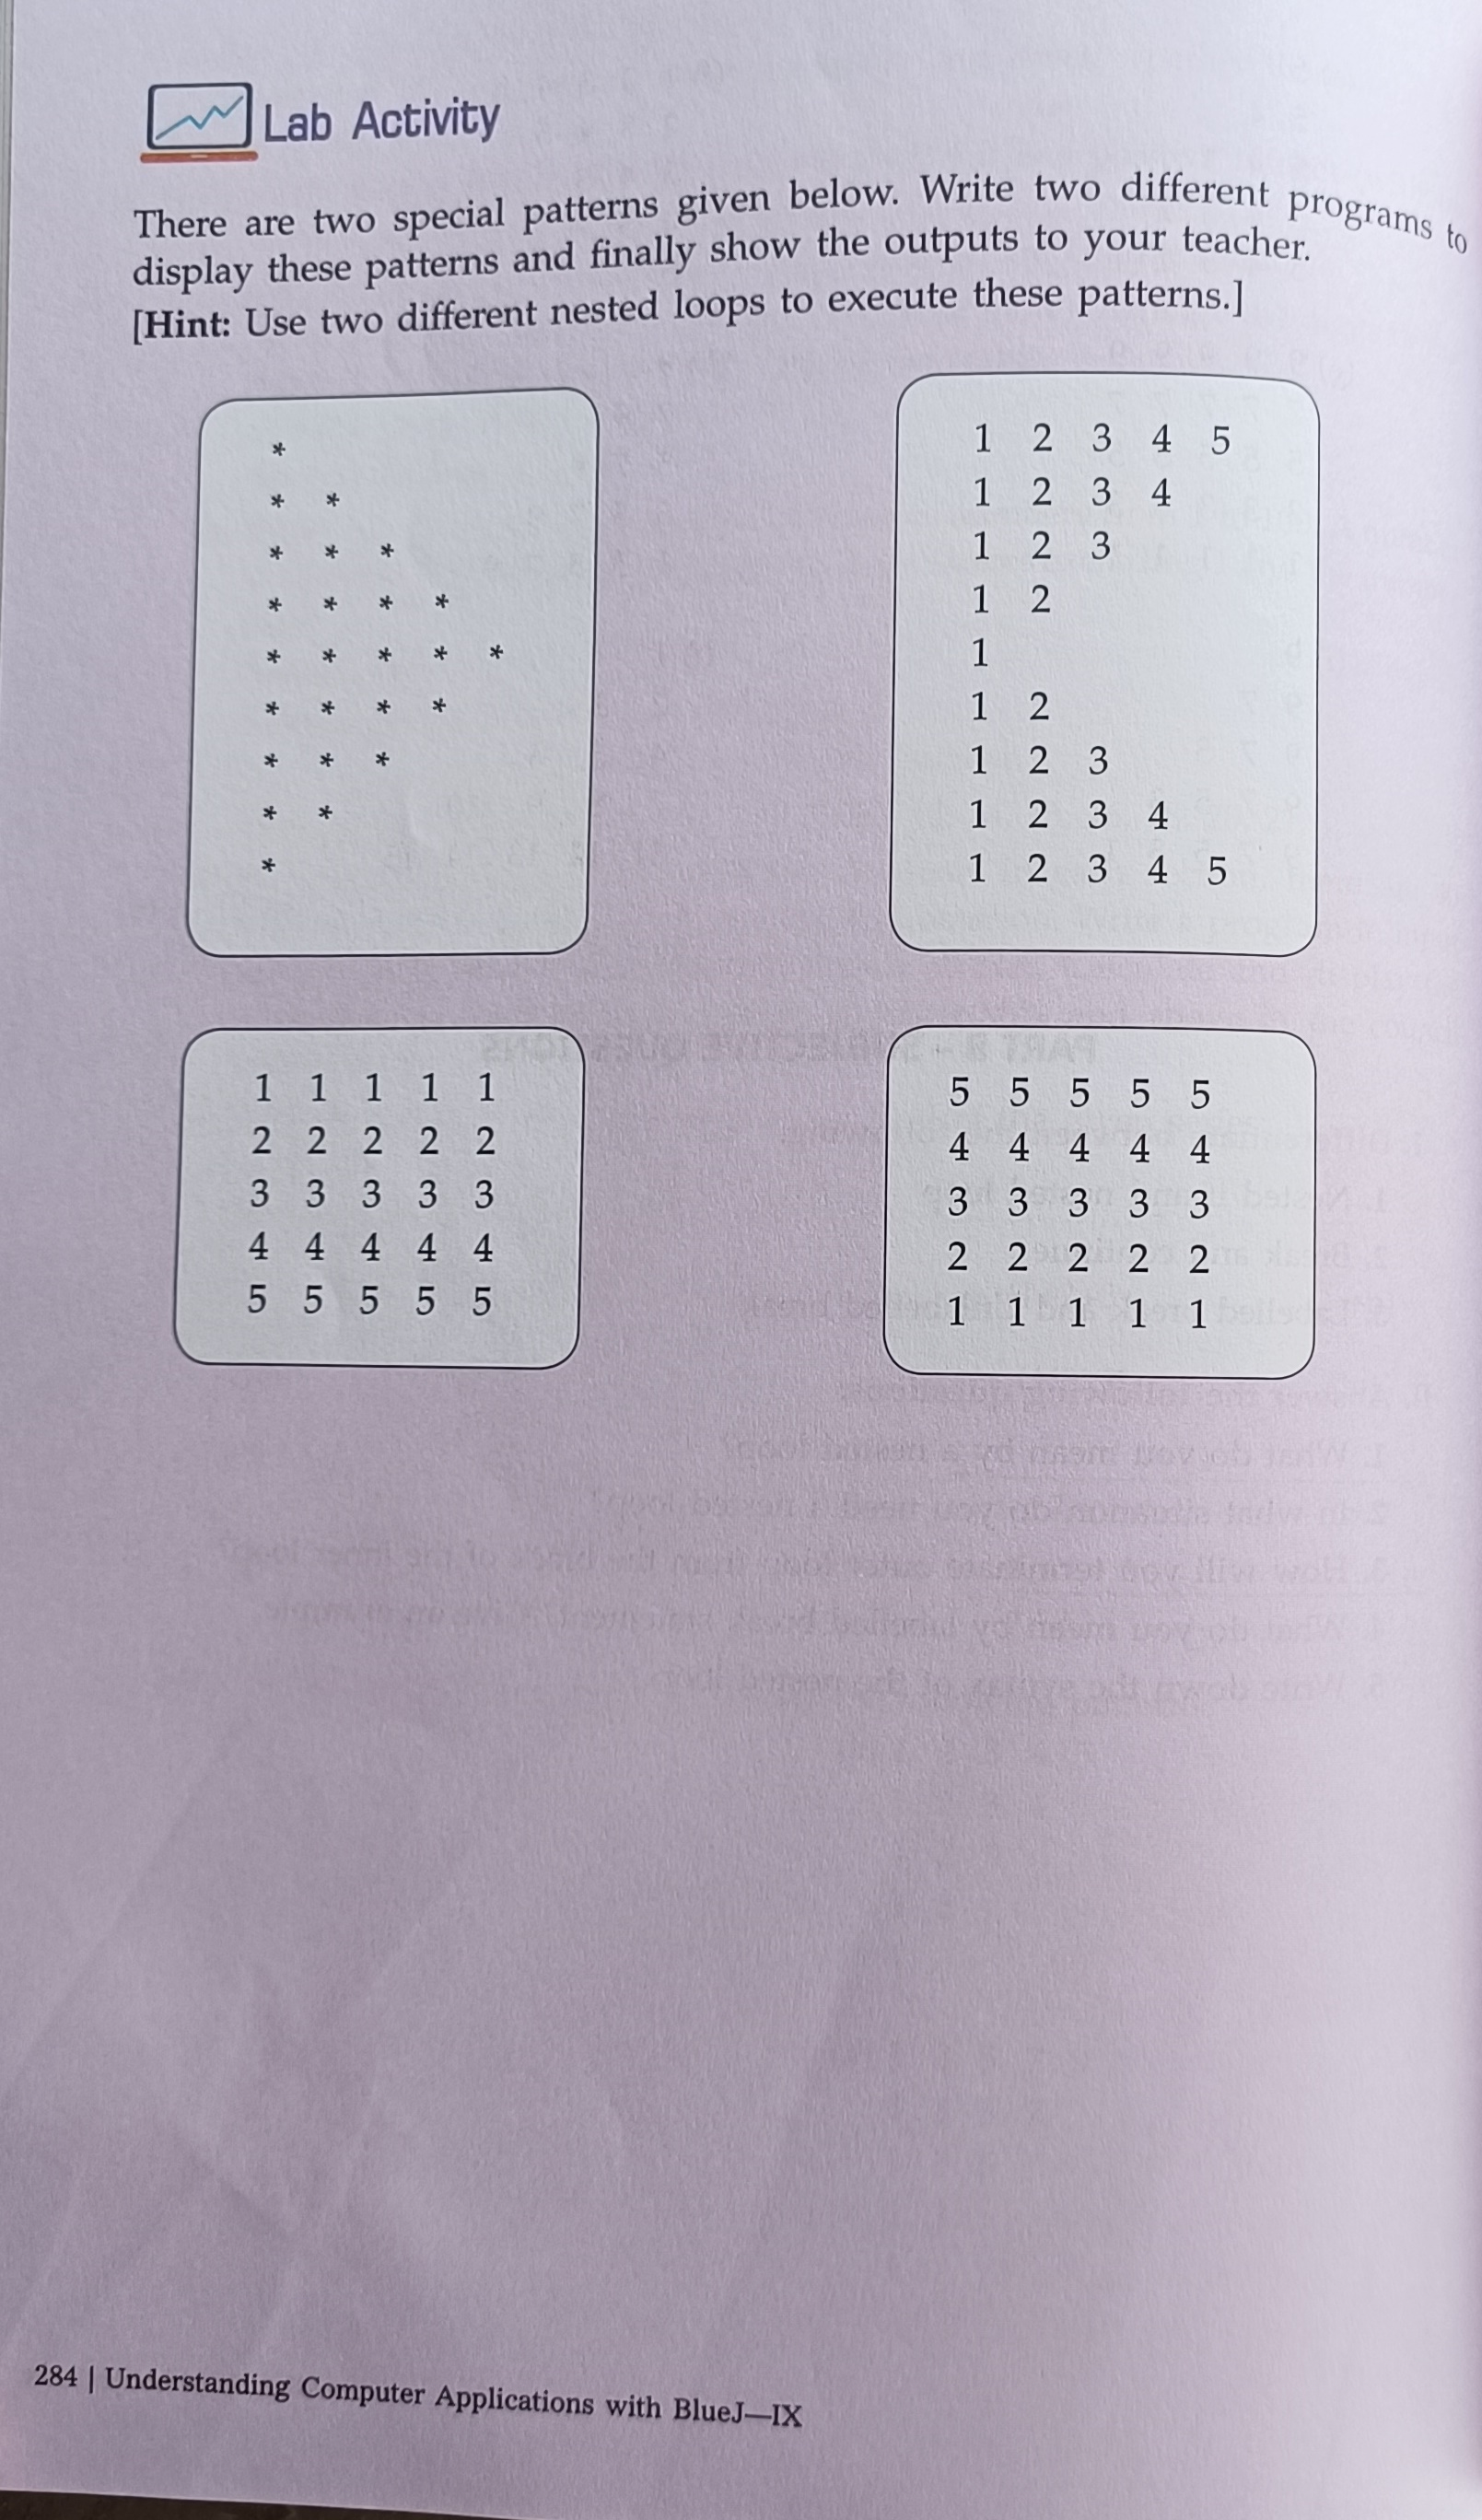 Lab Activity
There are two special patterns given below. Write two different programs to
display these patterns and finally show the outputs to your teacher.
[Hint: Use two different nested loops to execute these patterns.]
*
* *
* * *
* * * *
* * * * *
* * * *
* * *
* *
*
1 2 3 4 5
1 2 3 4
1 2 3
1 2
1
1 2
1 2 3
1 2 3 4
1 2 3 4 5
1 1 1 1 1
2 2 2 2 2
3 3 3 3 3
4 4 4 4 4
5 5 5 5 5
5 5 5 5 5
4 4 4 4 4
3 3 3 3 3
2 2 2 2 2
1 1 1 1 1
284 | Understanding Computer Applications with BlueJ—IX